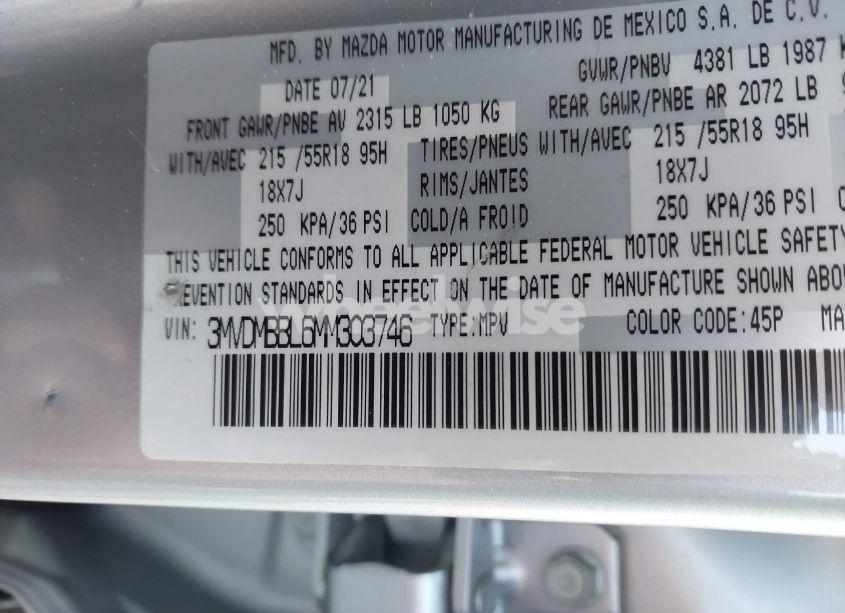 MFD. BY MAZDA MOTOR MANUFACTURING DE MEXICO S.A. DE C.V.
DATE 07/21 GVWR/PNBV 4381 LB 1987 K
FRONT GAWR/PNBE AV 2315 LB 1050 KG REAR GAWR/PNBE AR 2072 LB
WITH/AVEC 215 /55R18 95H TIRES/PNEUS WITH/AVEC 215 /55R18 95H
18X7J RIMS/JANTES 18X7J
250 KPA/36 PSI COLD/A FROID 250 KPA/36 PSI C
THIS VEHICLE CONFORMS TO ALL APPLICABLE FEDERAL MOTOR VEHICLE SAFETY
PREVENTION STANDARDS IN EFFECT ON THE DATE OF MANUFACTURE SHOWN ABOV
wheelwise
VIN: 3MVDMBBL6MM303746 TYPE:MPV COLOR CODE:45P MA